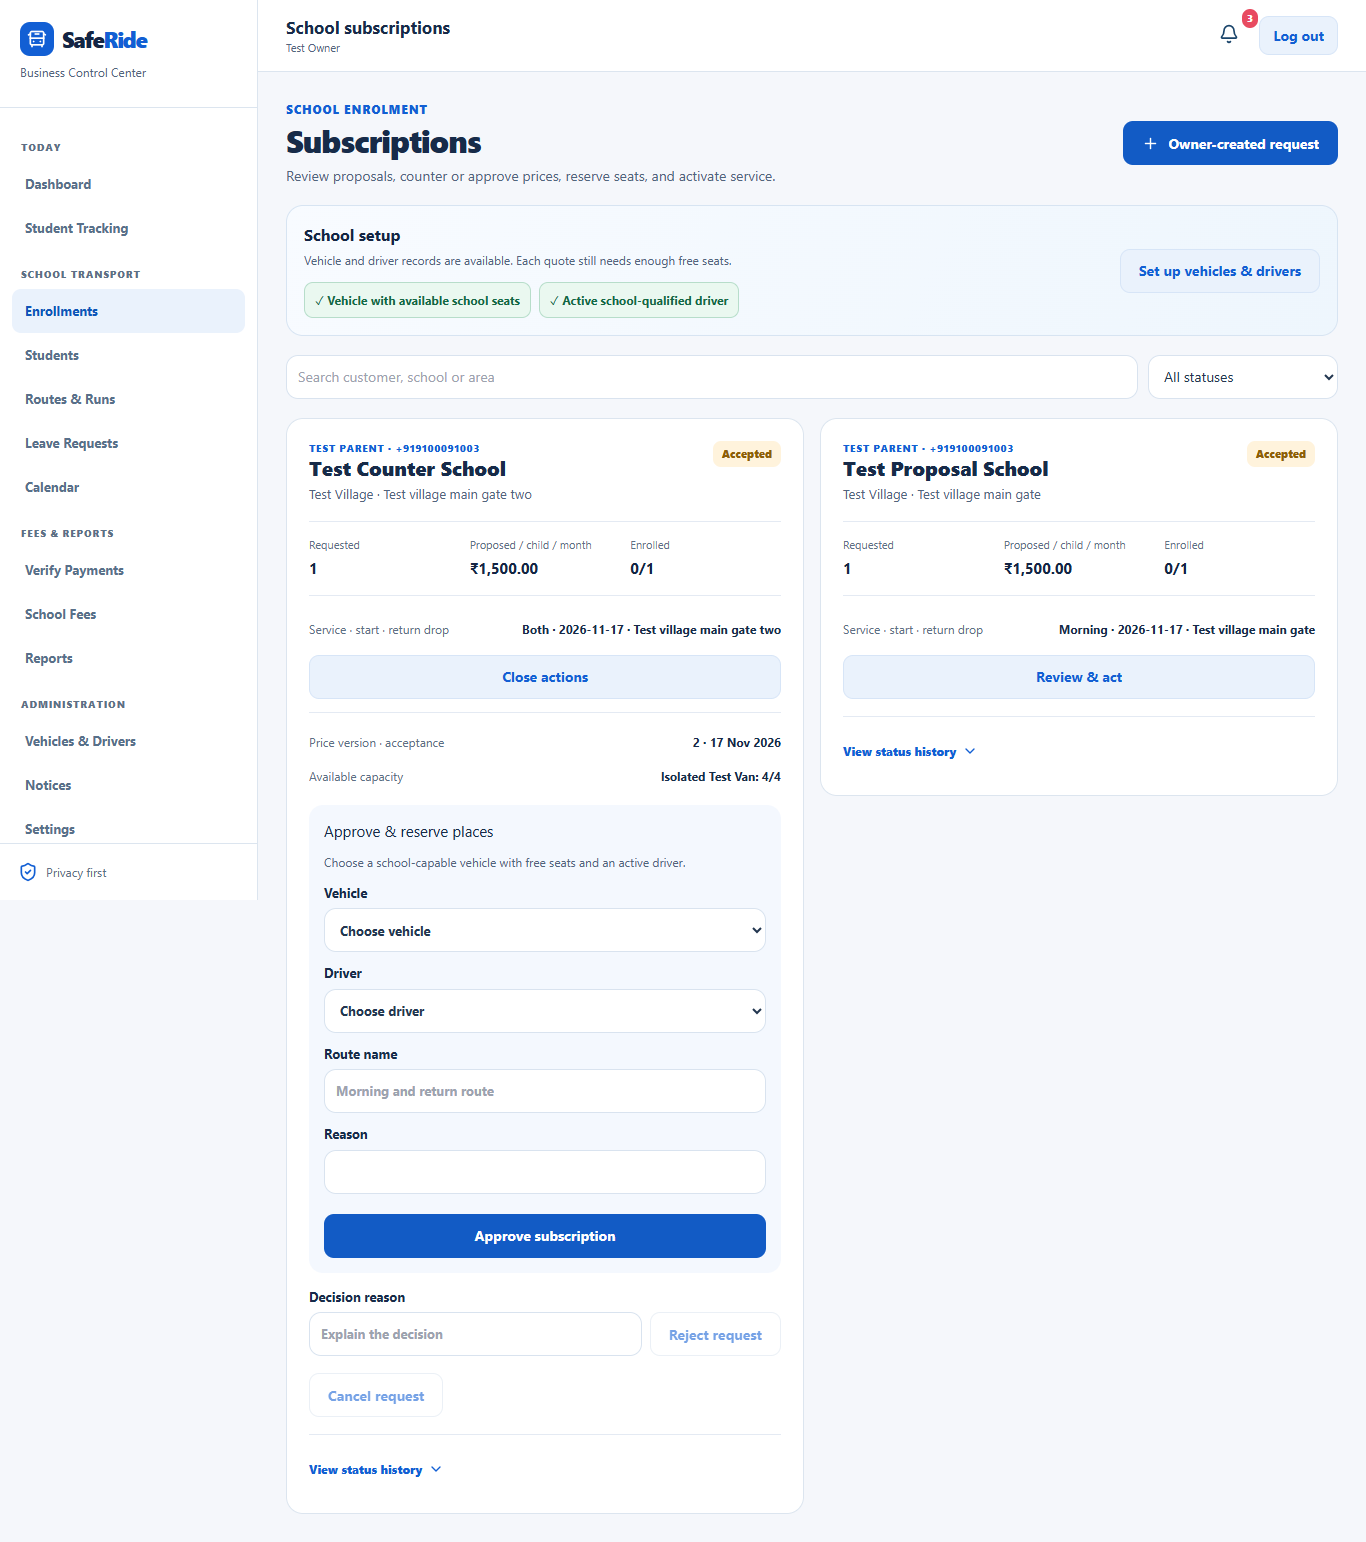 SafeRide
Business Control Center
TODAY
Dashboard
Student Tracking
SCHOOL TRANSPORT
Enrollments
Students
Routes & Runs
Leave Requests
Calendar
FEES & REPORTS
Verify Payments
School Fees
Reports
ADMINISTRATION
Vehicles & Drivers
Notices
Settings
Privacy first
School subscriptions
Test Owner
3
Log out
SCHOOL ENROLMENT
Subscriptions
Review proposals, counter or approve prices, reserve seats, and activate service.
+ Owner-created request
School setup
Vehicle and driver records are available. Each quote still needs enough free seats.
✓ Vehicle with available school seats
✓ Active school-qualified driver
Set up vehicles & drivers
Search customer, school or area
All statuses
TEST PARENT • +919100091003
Accepted
Test Counter School
Test Village · Test village main gate two
Requested
Proposed / child / month
Enrolled
1
₹1,500.00
0/1
Service · start · return drop
Both · 2026-11-17 · Test village main gate two
Close actions
Price version · acceptance
2 · 17 Nov 2026
Available capacity
Isolated Test Van: 4/4
Approve & reserve places
Choose a school-capable vehicle with free seats and an active driver.
Vehicle
Choose vehicle
Driver
Choose driver
Route name
Morning and return route
Reason
Approve subscription
Decision reason
Explain the decision
Reject request
Cancel request
View status history
TEST PARENT • +919100091003
Accepted
Test Proposal School
Test Village · Test village main gate
Requested
Proposed / child / month
Enrolled
1
₹1,500.00
0/1
Service · start · return drop
Morning · 2026-11-17 · Test village main gate
Review & act
View status history